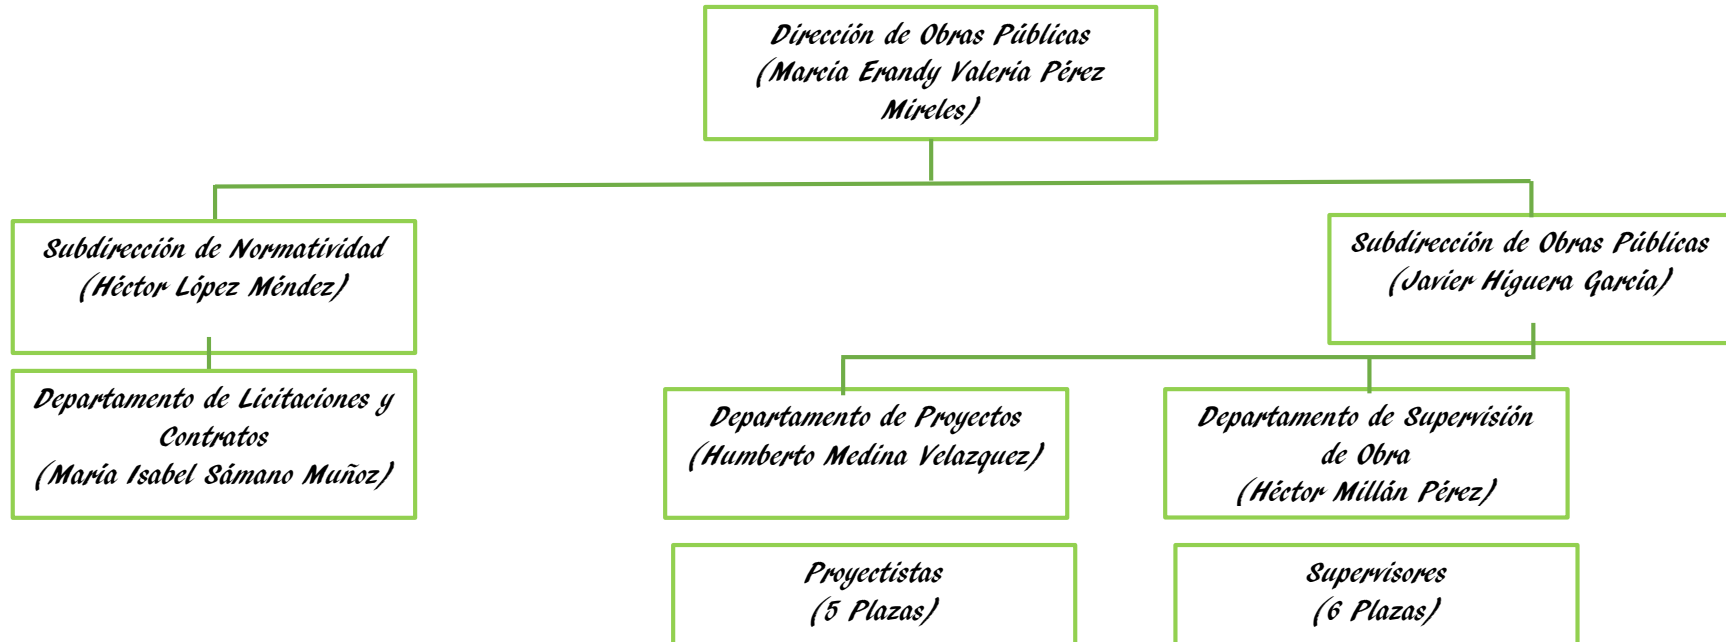 Dirección de Obras Públicas
(Marcia Erandy Valeria Pérez
Mireles)
Subdirección de Normatividad
(Héctor López Méndez)
Subdirección de Obras Públicas
(Javier Higuera García)
Departamento de Licitaciones y
Contratos
(María Isabel Sámano Muñoz)
Departamento de Proyectos
(Humberto Medina Velazquez)
Departamento de Supervisión
de Obra
(Héctor Millán Pérez)
Proyectistas
(5 Plazas)
Supervisores
(6 Plazas)